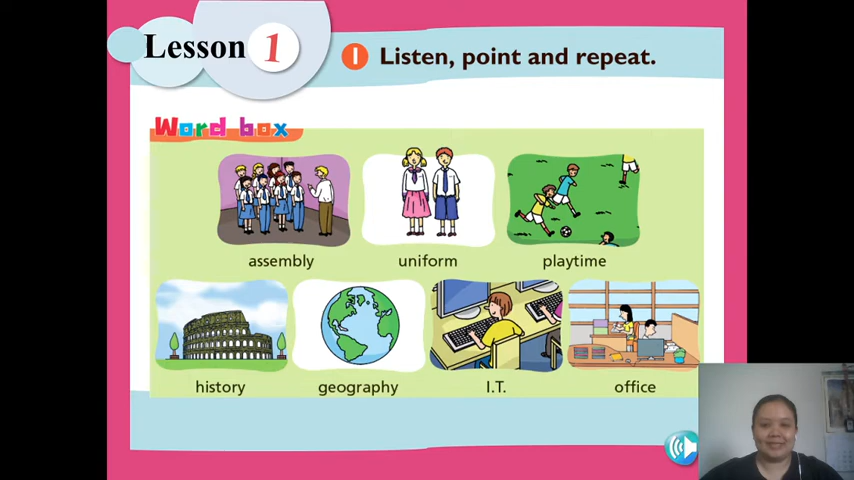 Lesson 1
1 Listen, point and repeat.
Word box
assembly
uniform
playtime
history
geography
I.T.
office